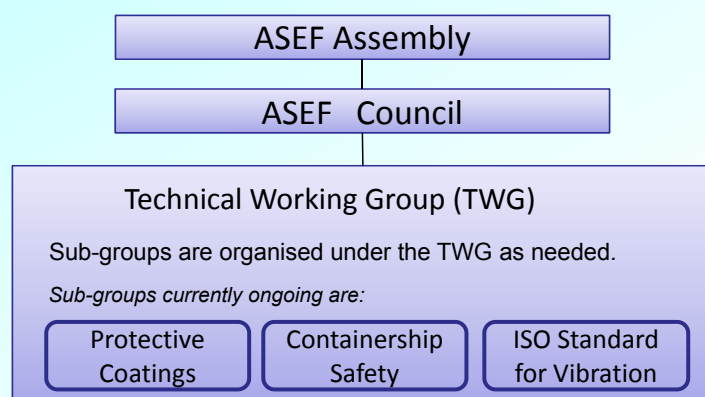 ASEF Assembly
ASEF Council
Technical Working Group (TWG)
Sub-groups are organised under the TWG as needed.
Sub-groups currently ongoing are:
Protective
Coatings
Containership
Safety
ISO Standard
for Vibration